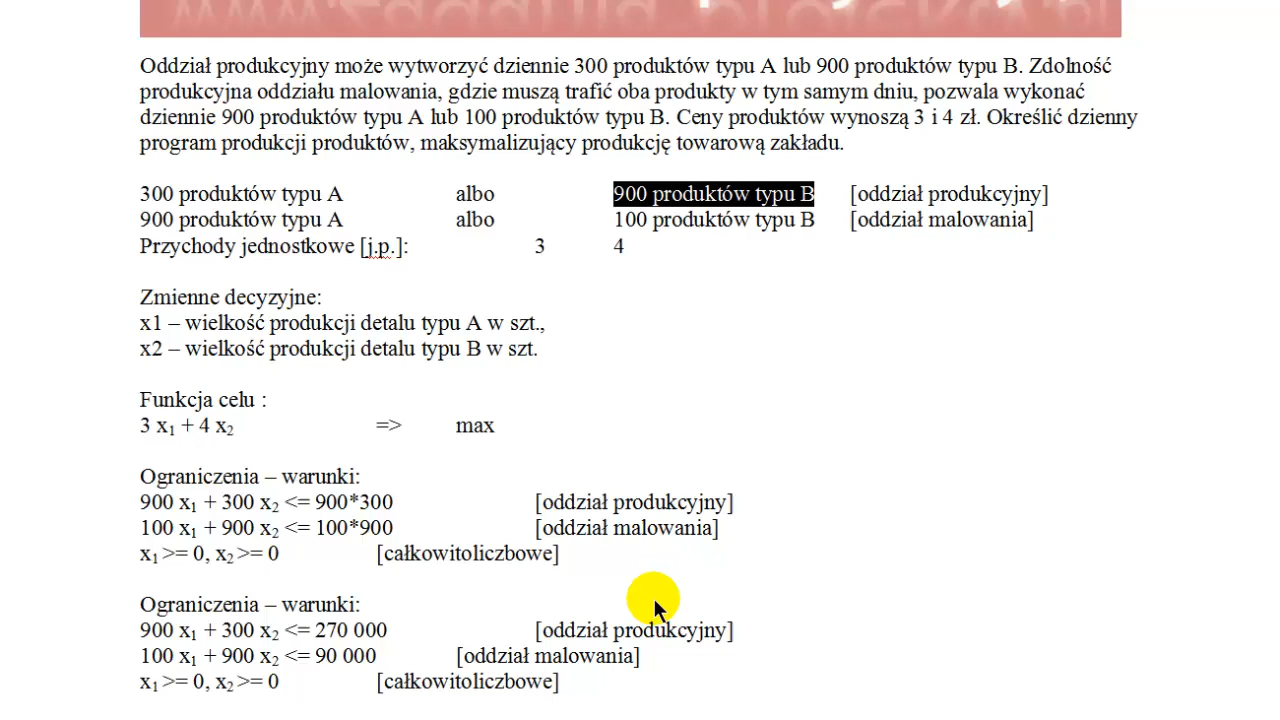 Oddział produkcyjny może wytworzyć dziennie 300 produktów typu A lub 900 produktów typu B. Zdolność
produkcyjna oddziału malowania, gdzie muszą trafić oba produkty w tym samym dniu, pozwala wykonać
dziennie 900 produktów typu A lub 100 produktów typu B. Ceny produktów wynoszą 3 i 4 zł. Określić dzienny
program produkcji produktów, maksymalizujący produkcję towarową zakładu.
300 produktów typu A albo 900 produktów typu B [oddział produkcyjny]
900 produktów typu A albo 100 produktów typu B [oddział malowania]
Przychody jednostkowe [j.p.]: 3 4
Zmienne decyzyjne:
x1 – wielkość produkcji detalu typu A w szt.,
x2 – wielkość produkcji detalu typu B w szt.
Funkcja celu :
3 x₁ + 4 x₂ => max
Ograniczenia – warunki:
900 x₁ + 300 x₂ <= 900*300 [oddział produkcyjny]
100 x₁ + 900 x₂ <= 100*900 [oddział malowania]
x₁ >= 0, x₂ >= 0 [całkowitoliczbowe]
Ograniczenia – warunki:
900 x₁ + 300 x₂ <= 270 000 [oddział produkcyjny]
100 x₁ + 900 x₂ <= 90 000 [oddział malowania]
x₁ >= 0, x₂ >= 0 [całkowitoliczbowe]